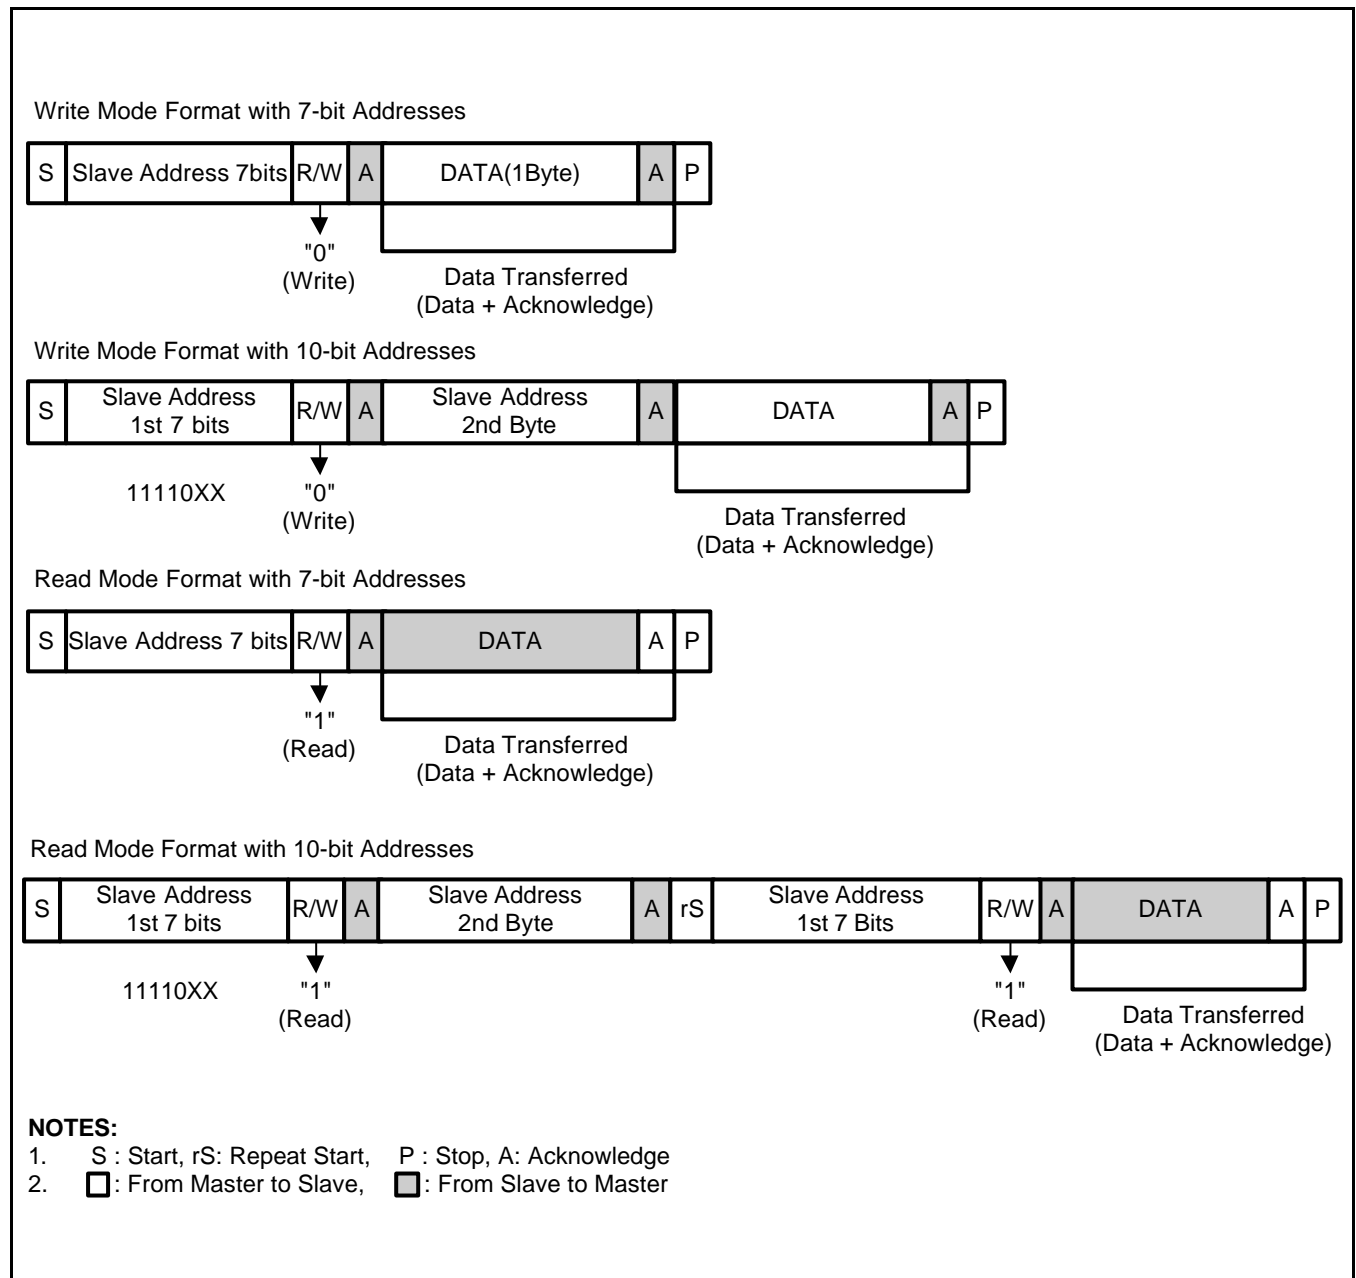 Write Mode Format with 7-bit Addresses
S Slave Address 7bits R/W A DATA(1Byte) A P
"0"
(Write)
Data Transferred
(Data + Acknowledge)
Write Mode Format with 10-bit Addresses
S Slave Address 1st 7 bits R/W A Slave Address 2nd Byte A DATA A P
11110XX "0"
(Write)
Data Transferred
(Data + Acknowledge)
Read Mode Format with 7-bit Addresses
S Slave Address 7 bits R/W A DATA A P
"1"
(Read)
Data Transferred
(Data + Acknowledge)
Read Mode Format with 10-bit Addresses
S Slave Address 1st 7 bits R/W A Slave Address 2nd Byte A rS Slave Address 1st 7 Bits R/W A DATA A P
11110XX "1" "1"
(Read) (Read)
Data Transferred
(Data + Acknowledge)
NOTES:
1. S : Start, rS: Repeat Start, P : Stop, A: Acknowledge
2. : From Master to Slave, : From Slave to Master